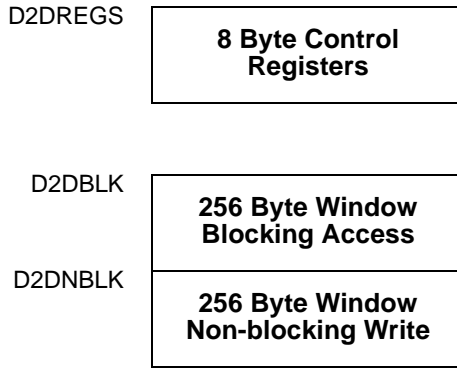 D2DREGS
8 Byte Control
Registers
D2DBLK
256 Byte Window
Blocking Access
D2DNBLK
256 Byte Window
Non-blocking Write